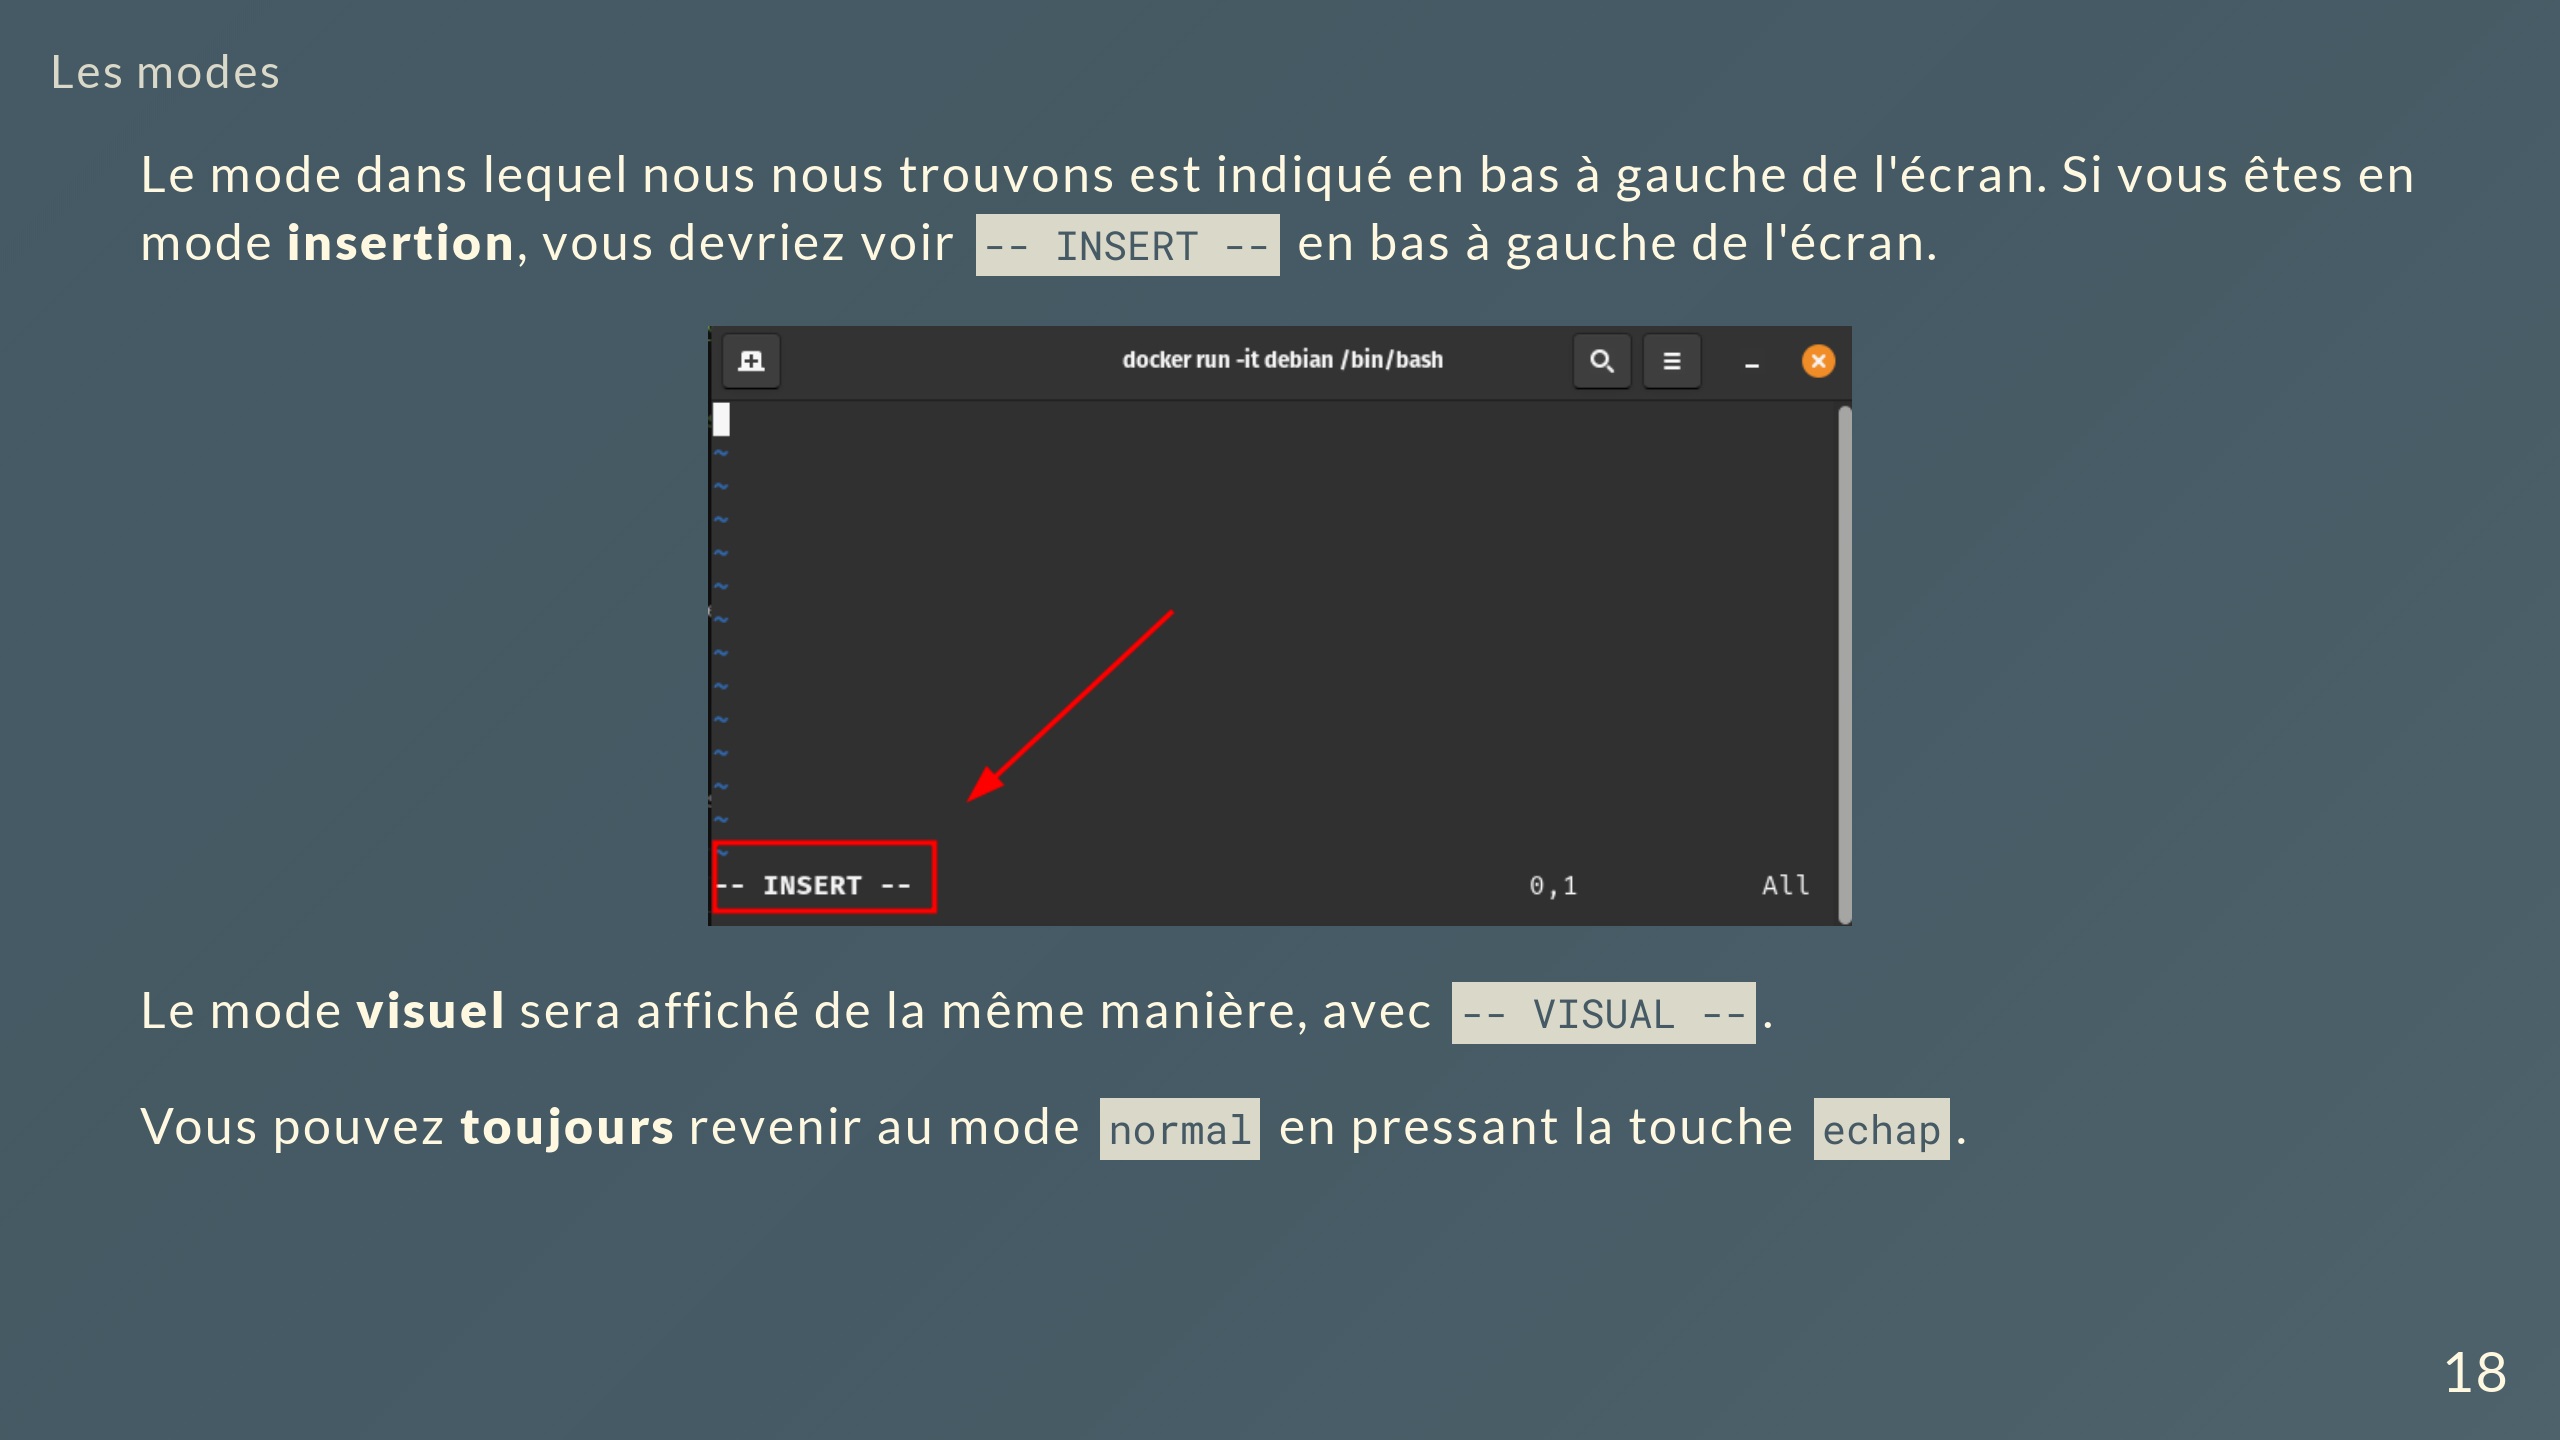 Les modes
Le mode dans lequel nous nous trouvons est indiqué en bas à gauche de l'écran. Si vous êtes en
mode insertion, vous devriez voir -- INSERT -- en bas à gauche de l'écran.
docker run -it debian /bin/bash
~
~
~
~
~
~
~
~
~
~
~
~
~
-- INSERT -- 0,1 All
Le mode visuel sera affiché de la même manière, avec -- VISUAL --.
Vous pouvez toujours revenir au mode normal en pressant la touche echap.
18